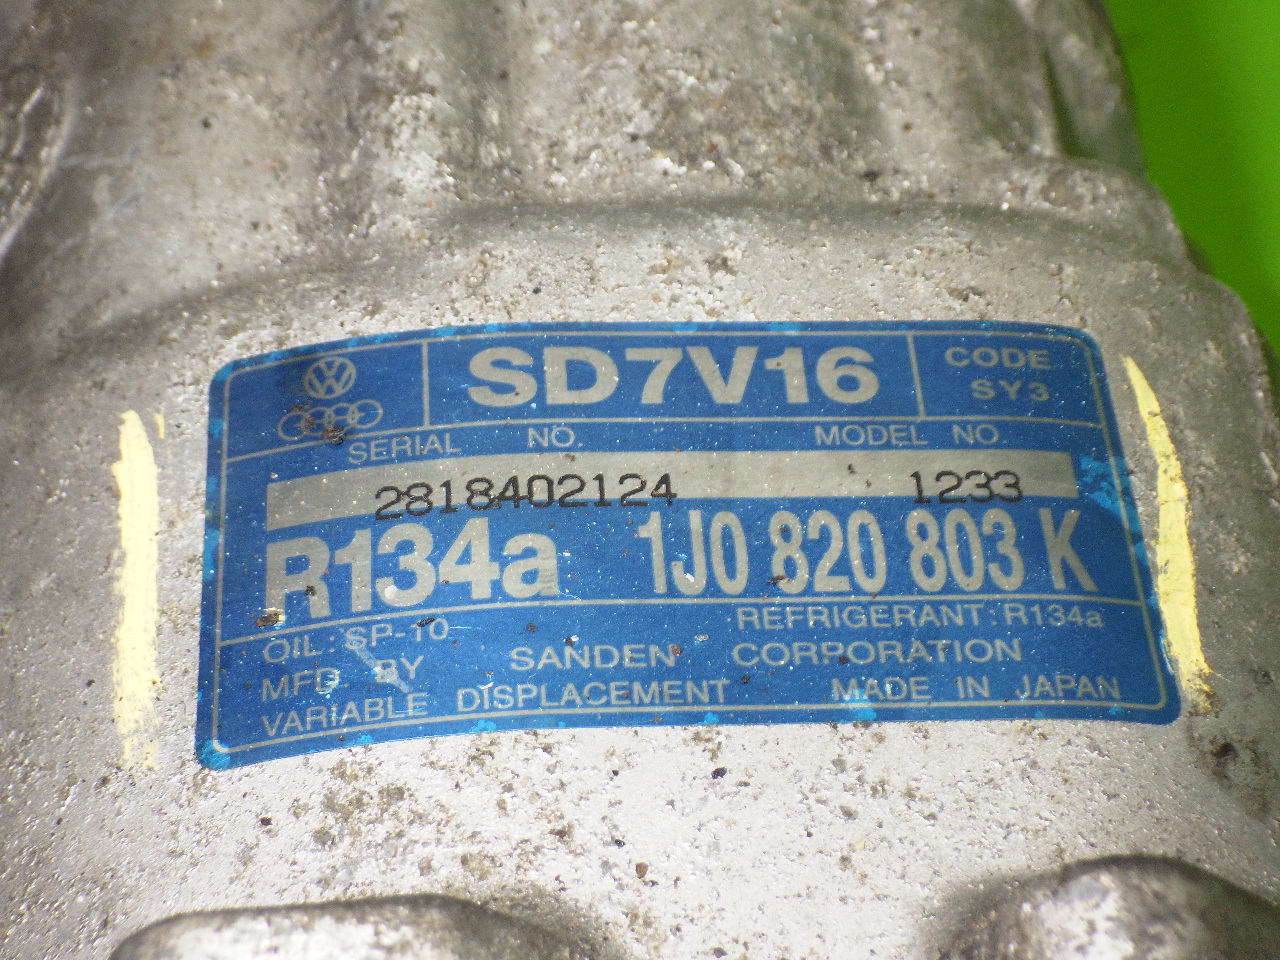 SD7V16
CODE
SY3
SERIAL NO. MODEL NO.
2818402124 1233
R134a 1J0 820 803 K
OIL: SP-10 REFRIGERANT: R134a
MFD. BY SANDEN CORPORATION
VARIABLE DISPLACEMENT MADE IN JAPAN